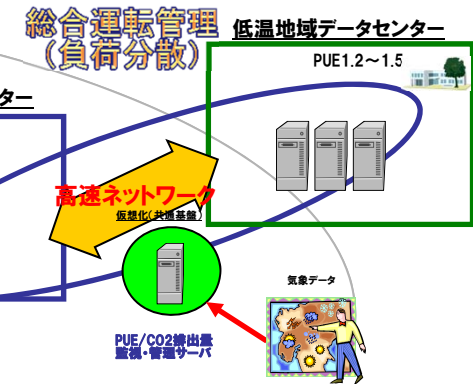 総合運転管理
(負荷分散)
低温地域データセンター
PUE1.2～1.5
ター
高速ネットワーク
仮想化(共通基盤)
気象データ
PUE/CO2排出量
監視・管理サーバ